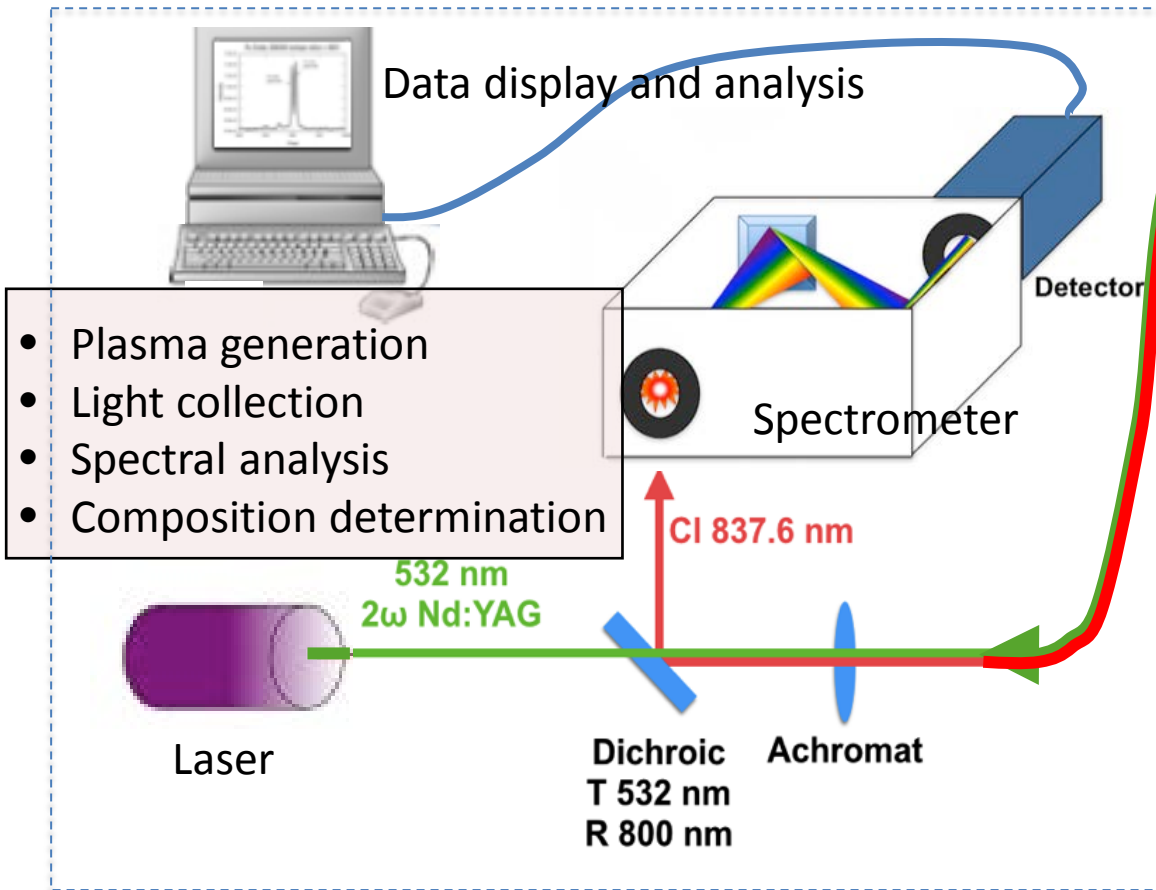 Data display and analysis
Detector
• Plasma generation
• Light collection
• Spectral analysis
• Composition determination
Spectrometer
Cl 837.6 nm
532 nm
2ω Nd:YAG
Laser
Dichroic
T 532 nm
R 800 nm
Achromat